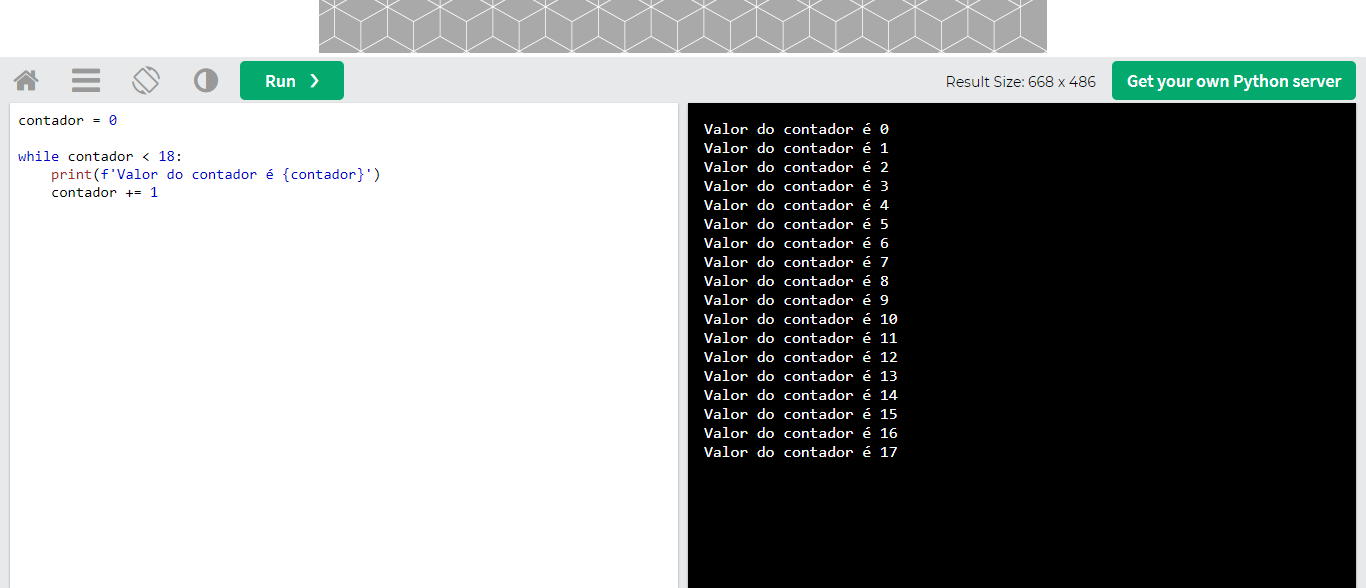 Run ❯
Result Size: 668 x 486
Get your own Python server
contador = 0
while contador < 18:
    print(f'Valor do contador é {contador}')
    contador += 1
Valor do contador é 0
Valor do contador é 1
Valor do contador é 2
Valor do contador é 3
Valor do contador é 4
Valor do contador é 5
Valor do contador é 6
Valor do contador é 7
Valor do contador é 8
Valor do contador é 9
Valor do contador é 10
Valor do contador é 11
Valor do contador é 12
Valor do contador é 13
Valor do contador é 14
Valor do contador é 15
Valor do contador é 16
Valor do contador é 17